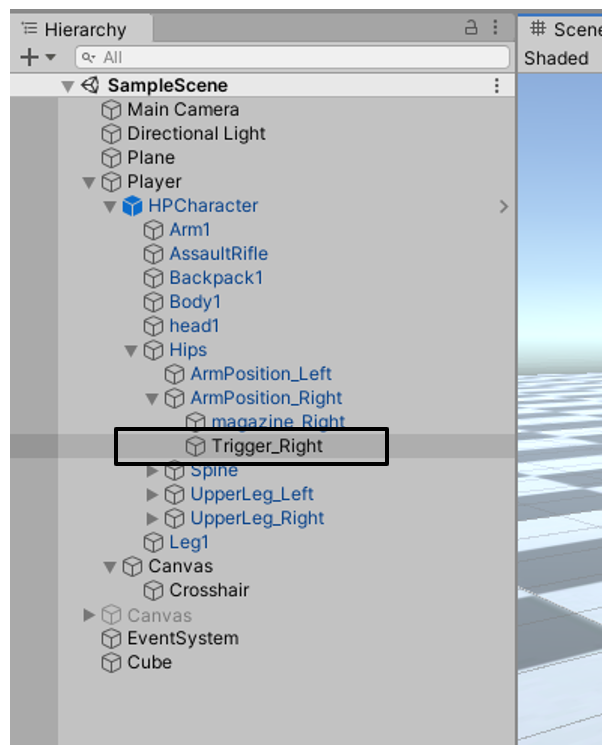 Hierarchy
Scene
All
Shaded
SampleScene
Main Camera
Directional Light
Plane
Player
HPCharacter
Arm1
AssaultRifle
Backpack1
Body1
head1
Hips
ArmPosition_Left
ArmPosition_Right
magazine_Right
Trigger_Right
Spine
UpperLeg_Left
UpperLeg_Right
Leg1
Canvas
Crosshair
Canvas
EventSystem
Cube